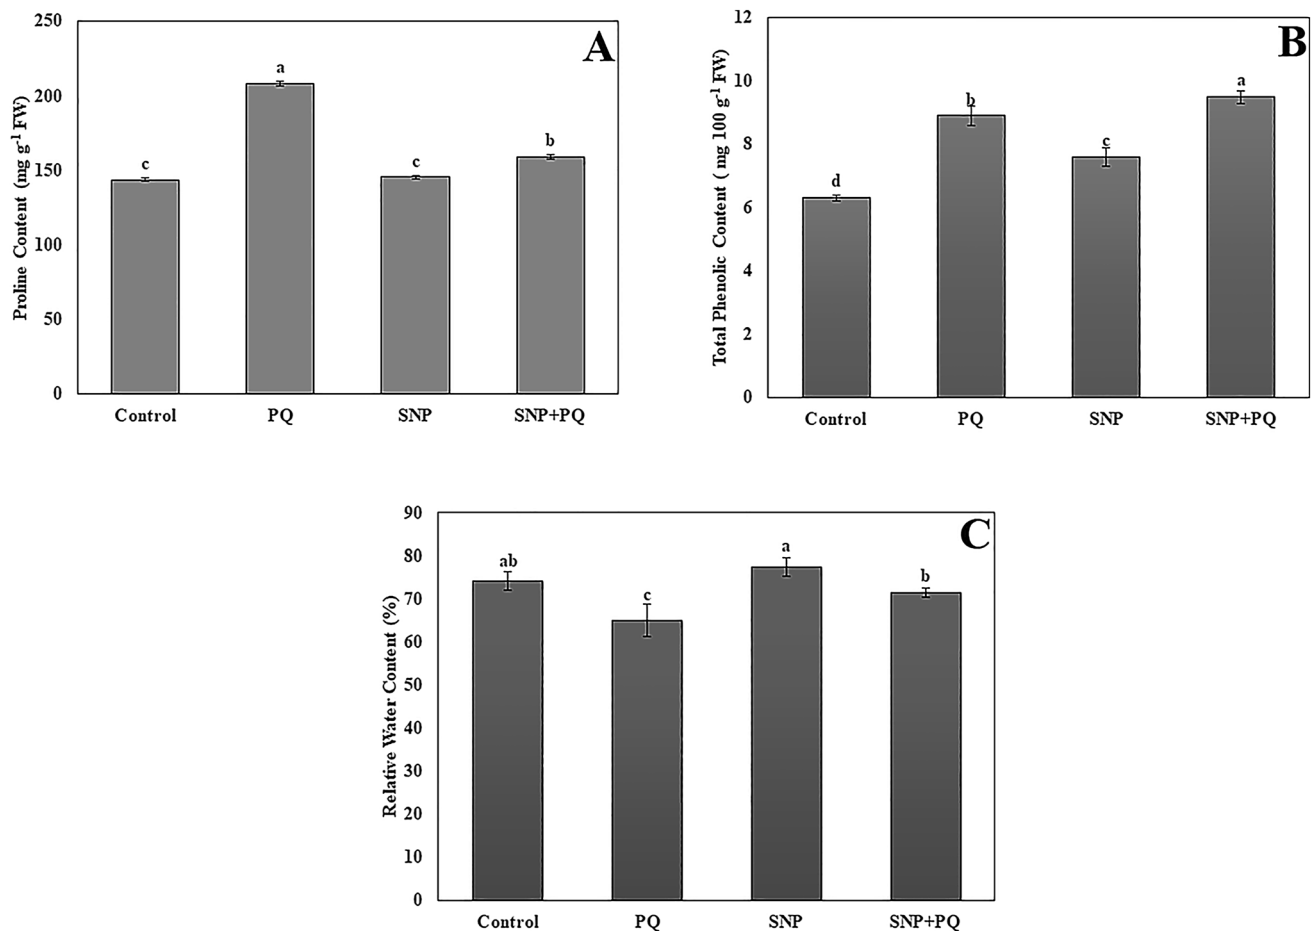 A
Proline Content (mg g⁻¹ FW)
250
200
150
100
50
0
c
a
c
b
Control PQ SNP SNP+PQ
B
Total Phenolic Content ( mg 100 g⁻¹ FW)
12
10
8
6
4
2
0
d
b
c
a
Control PQ SNP SNP+PQ
C
Relative Water Content (%)
90
80
70
60
50
40
30
20
10
0
ab
c
a
b
Control PQ SNP SNP+PQ